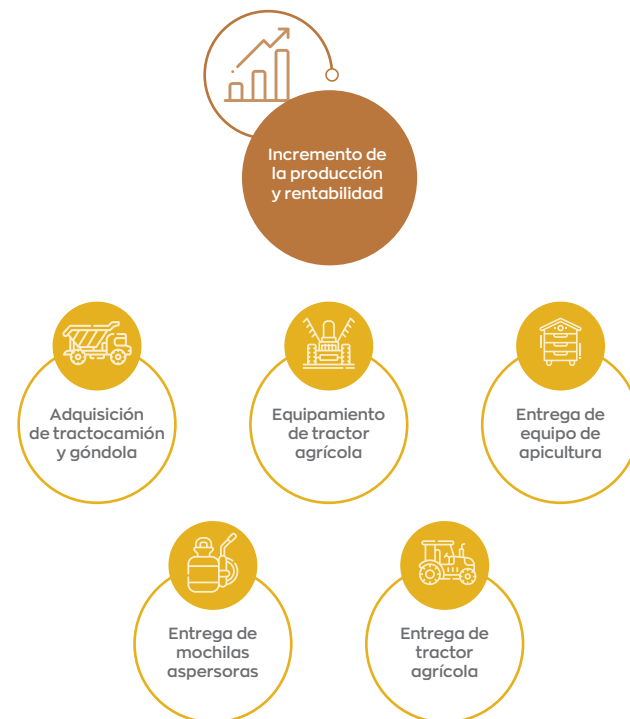 Incremento de
la producción
y rentabilidad
Adquisición
de tractocamión
y góndola
Equipamiento
de tractor
agrícola
Entrega de
equipo de
apicultura
Entrega de
mochilas
aspersoras
Entrega de
tractor
agrícola